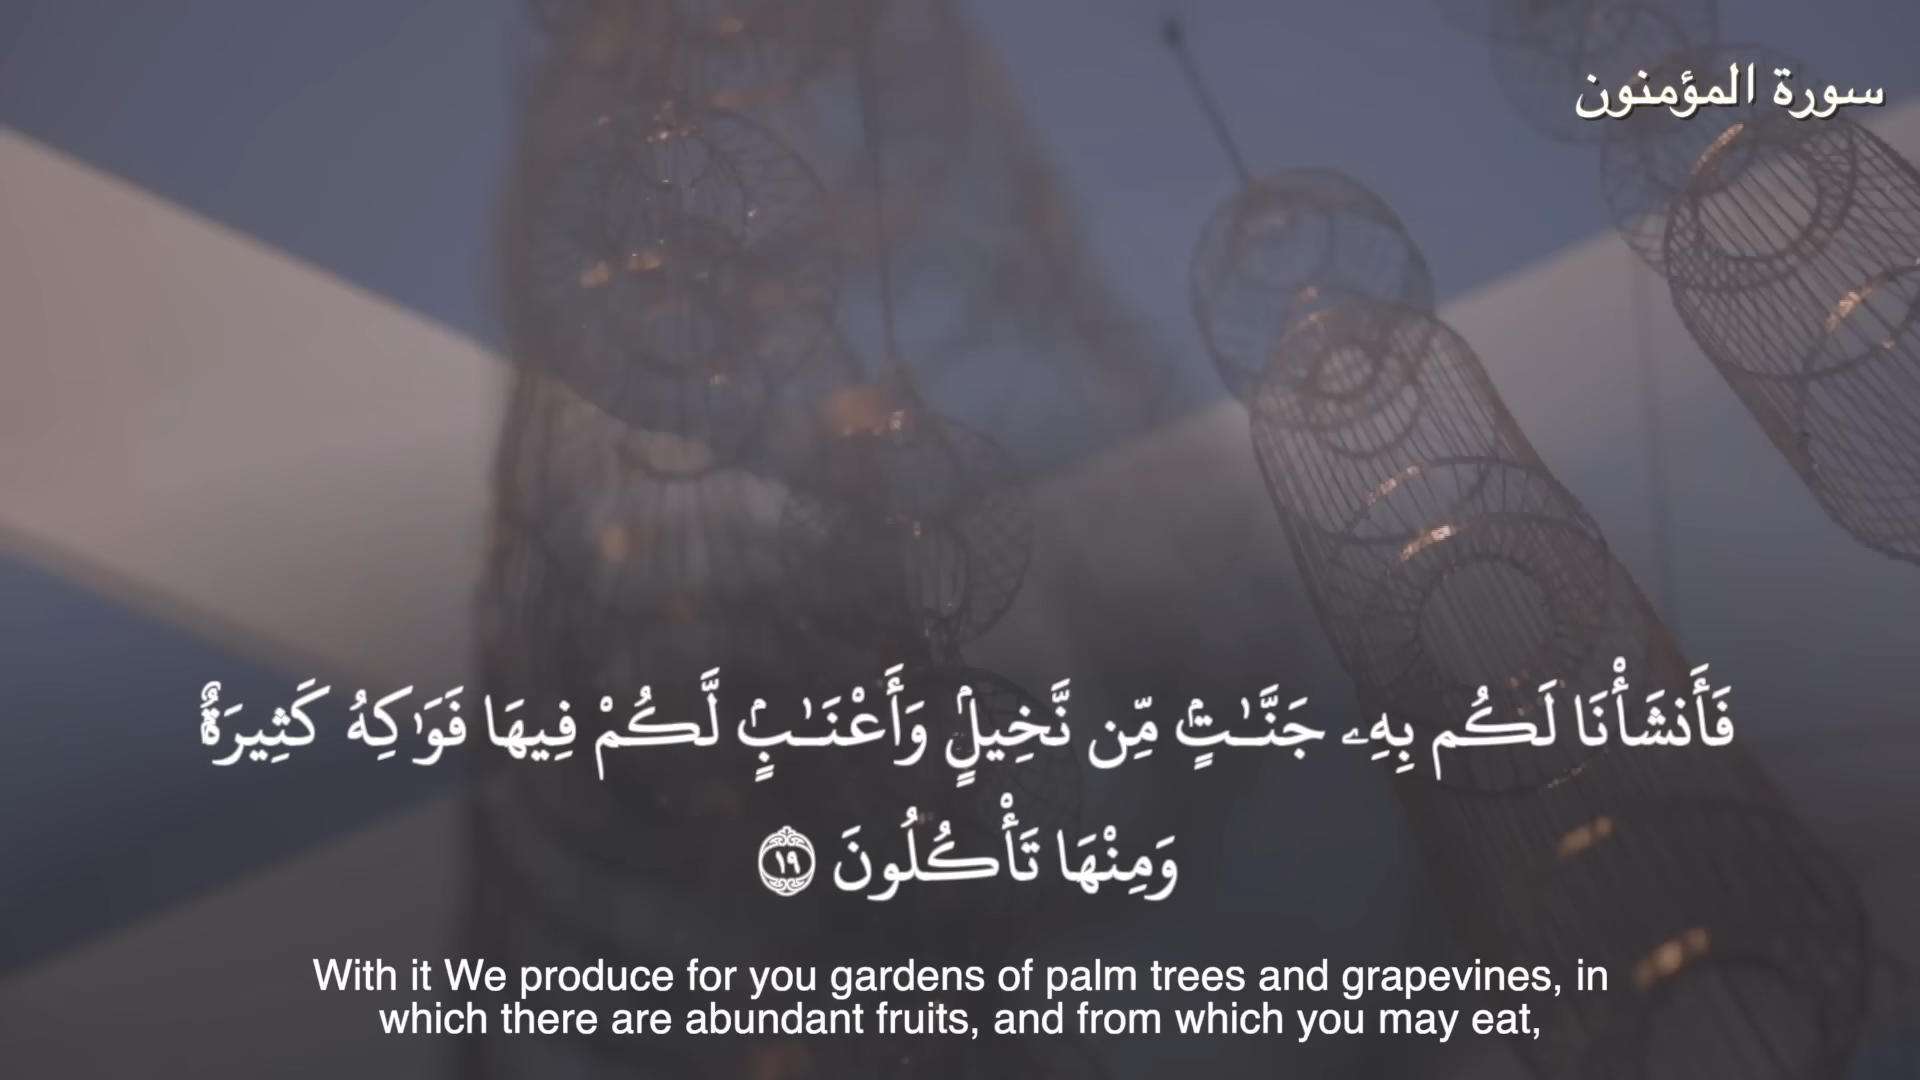 سورة المؤمنون
فَأَنشَأْنَا لَكُم بِهِۦ جَنَّـٰتٍۢ مِّن نَّخِيلٍۢ وَأَعْنَـٰبٍۢ لَّكُمْ فِيهَا فَوَٰكِهُ كَثِيرَةٌۭ
وَمِنْهَا تَأْكُلُونَ ١٩
With it We produce for you gardens of palm trees and grapevines, in
which there are abundant fruits, and from which you may eat,